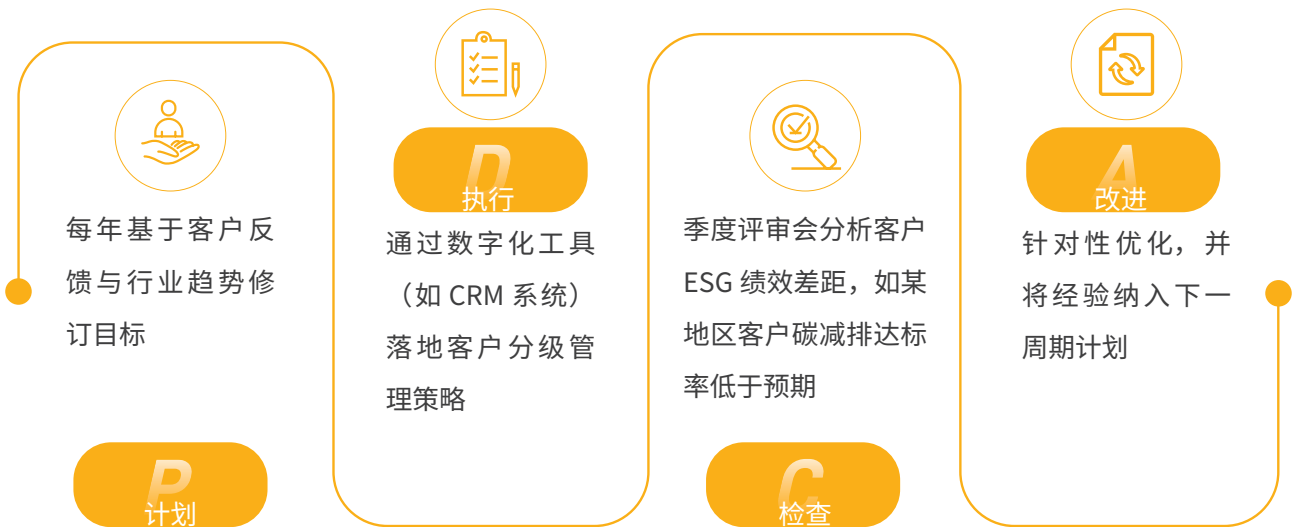 每年基于客户反
馈与行业趋势修
订目标
P
计划
D
执行
通过数字化工具
（如 CRM 系统）
落地客户分级管
理策略
季度评审会分析客户
ESG 绩效差距，如某
地区客户碳减排达标
率低于预期
C
检查
A
改进
针对性优化，并
将经验纳入下一
周期计划